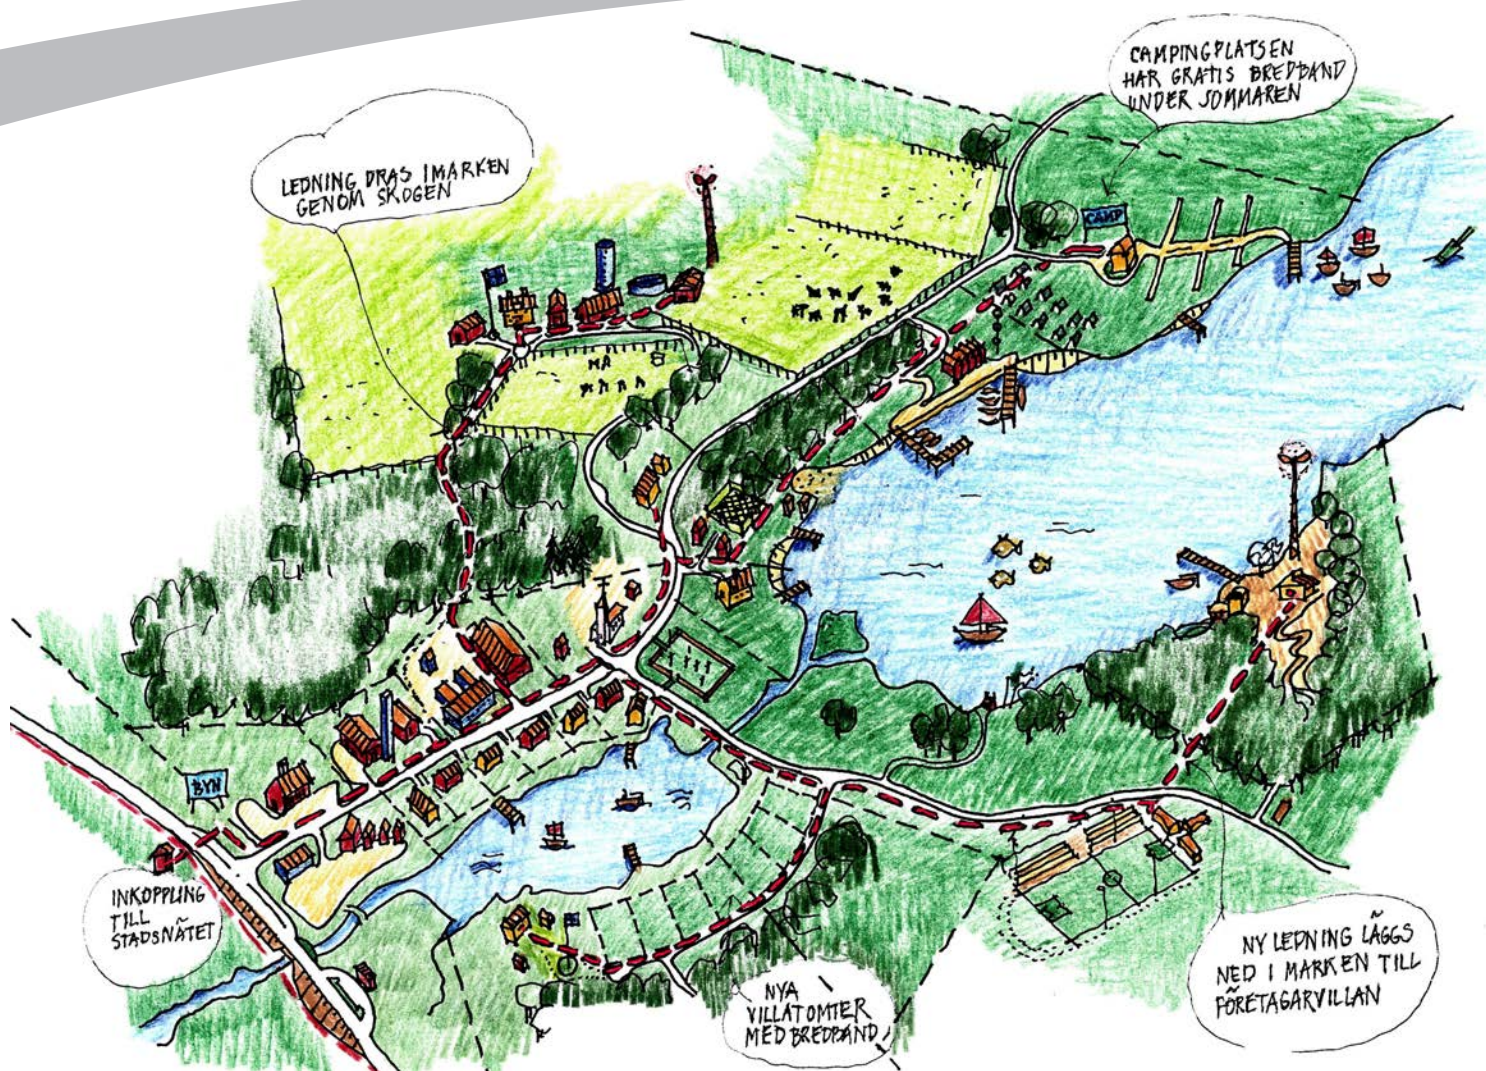 CAMPINGPLATSEN
HAR GRATIS BREDBAND
UNDER SOMMAREN
LEDNING DRAS I MARKEN
GENOM SKOGEN
CAMP
BYN
INKOPPLING
TILL
STADSNÄTET
NYA
VILLATOMTER
MED BREDBAND
NY LEDNING LÄGGS
NED I MARKEN TILL
FÖRETAGARVILLAN